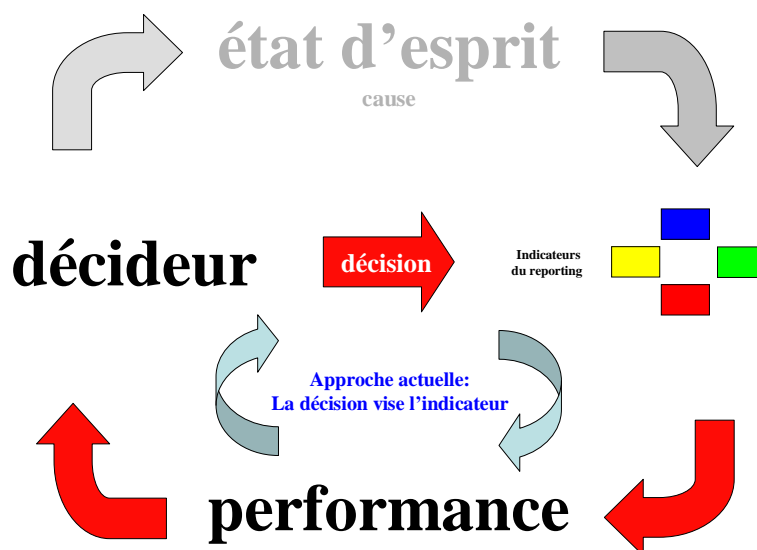 état d’esprit
cause
décideur
décision
Indicateurs
du reporting
Approche actuelle:
La décision vise l’indicateur
performance